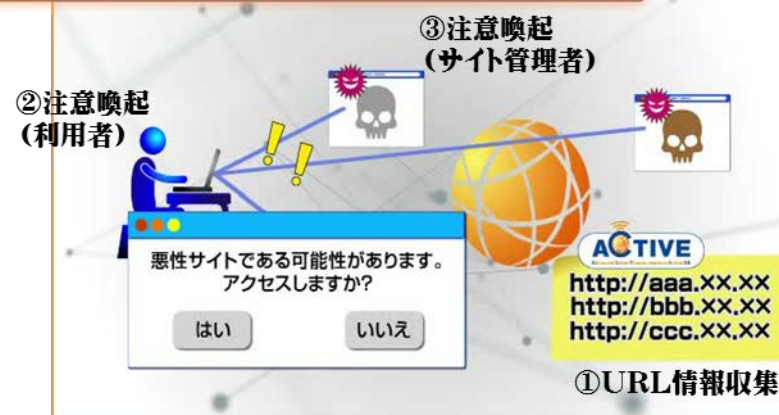 ③注意喚起
(サイト管理者)
②注意喚起
(利用者)
悪性サイトである可能性があります。
アクセスしますか?
はい
いいえ
ACTIVE
http://aaa.XX.XX
http://bbb.XX.XX
http://ccc.XX.XX
①URL情報収集